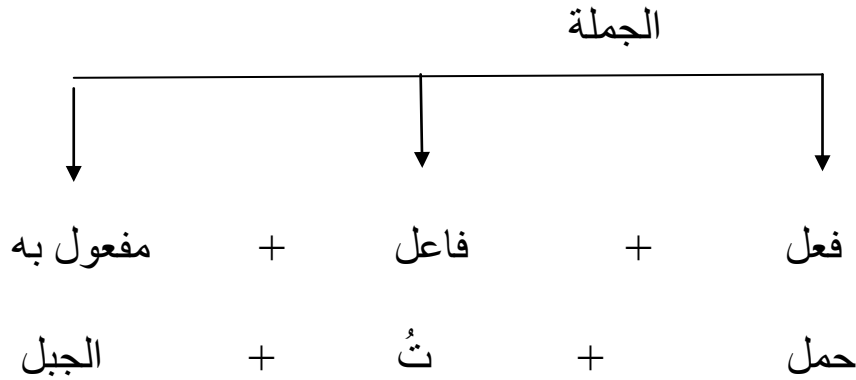 الجملة
فعل + فاعل + مفعول به
حمل + تُ + الجبل